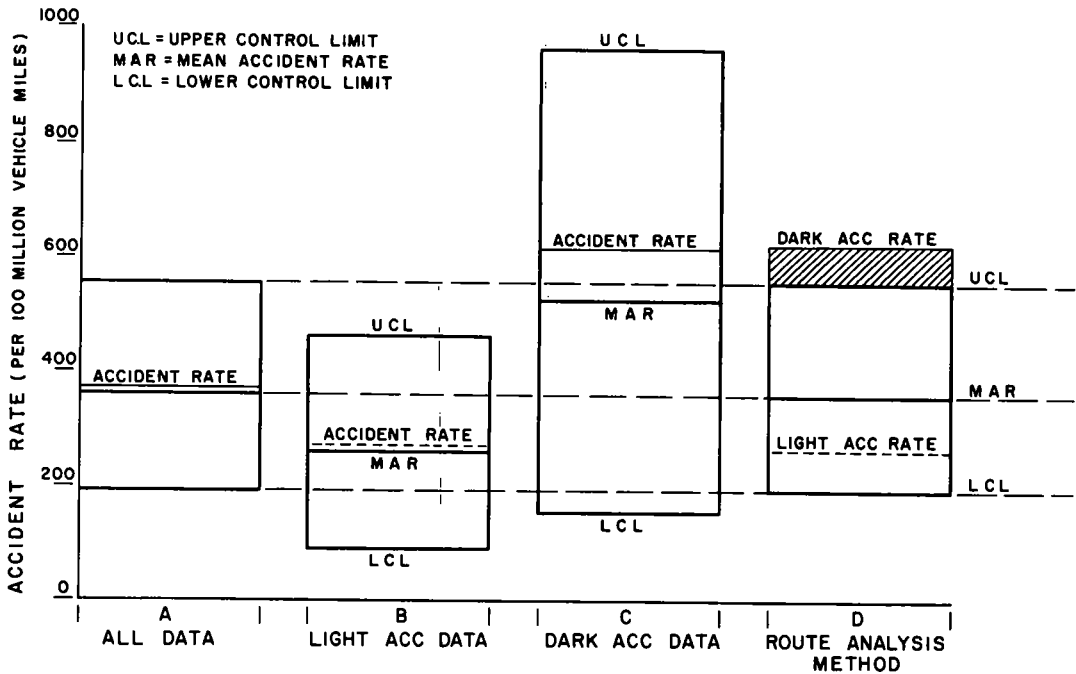 1000
800
600
400
200
0
ACCIDENT RATE (PER 100 MILLION VEHICLE MILES)
UCL = UPPER CONTROL LIMIT
MAR = MEAN ACCIDENT RATE
LCL = LOWER CONTROL LIMIT
ACCIDENT RATE
UCL
ACCIDENT RATE
MAR
LCL
UCL
ACCIDENT RATE
MAR
LCL
DARK ACC RATE
LIGHT ACC RATE
UCL
MAR
LCL
A
ALL DATA
B
LIGHT ACC DATA
C
DARK ACC DATA
D
ROUTE ANALYSIS
METHOD